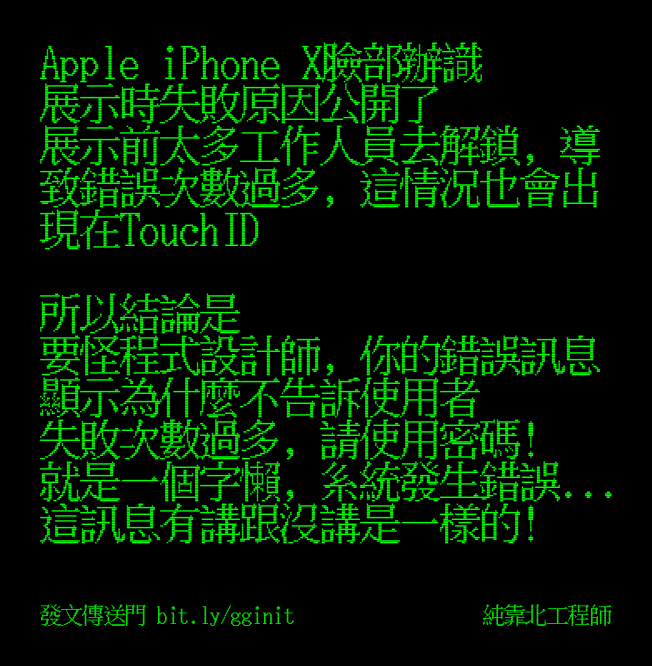 Apple iPhone X臉部辦識
展示時失敗原因公開了
展示前太多工作人員去解鎖, 導
致錯誤次數過多, 這情況也會出
現在Touch ID
所以結論是
要怪程式設計師, 你的錯誤訊息
顯示為什麼不告訴使用者
失敗次數過多, 請使用密碼!
就是一個字懶, 系統發生錯誤...
這訊息有講跟沒講是一樣的!
發文傳送門 bit.ly/gginit
純靠北工程師